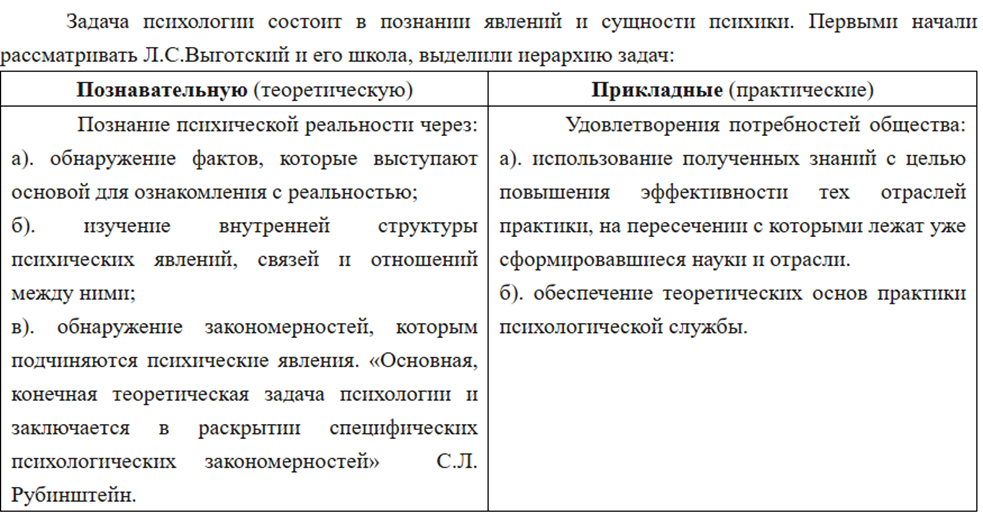 Задача психологии состоит в познании явлений и сущности психики. Первыми начали
рассматривать Л.С.Выготский и его школа, выделили иерархию задач:
Познавательную (теоретическую)
Познание психической реальности через:
а). обнаружение фактов, которые выступают
основой для ознакомления с реальностью;
б). изучение внутренней структуры
психических явлений, связей и отношений
между ними;
в). обнаружение закономерностей, которым
подчиняются психические явления. «Основная,
конечная теоретическая задача психологии и
заключается в раскрытии специфических
психологических закономерностей» С.Л.
Рубинштейн.
Прикладные (практические)
Удовлетворения потребностей общества:
а). использование полученных знаний с целью
повышения эффективности тех отраслей
практики, на пересечении с которыми лежат уже
сформировавшиеся науки и отрасли.
б). обеспечение теоретических основ практики
психологической службы.